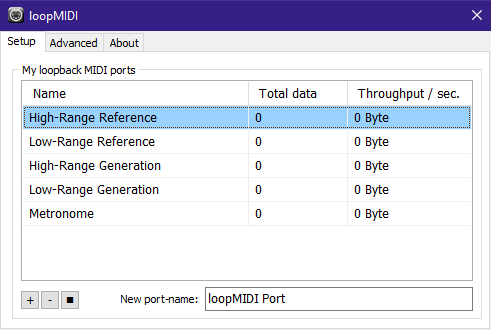 loopMIDI
Setup Advanced About
My loopback MIDI ports
Name Total data Throughput / sec.
High-Range Reference 0 0 Byte
Low-Range Reference 0 0 Byte
High-Range Generation 0 0 Byte
Low-Range Generation 0 0 Byte
Metronome 0 0 Byte
+ - ■ New port-name: loopMIDI Port